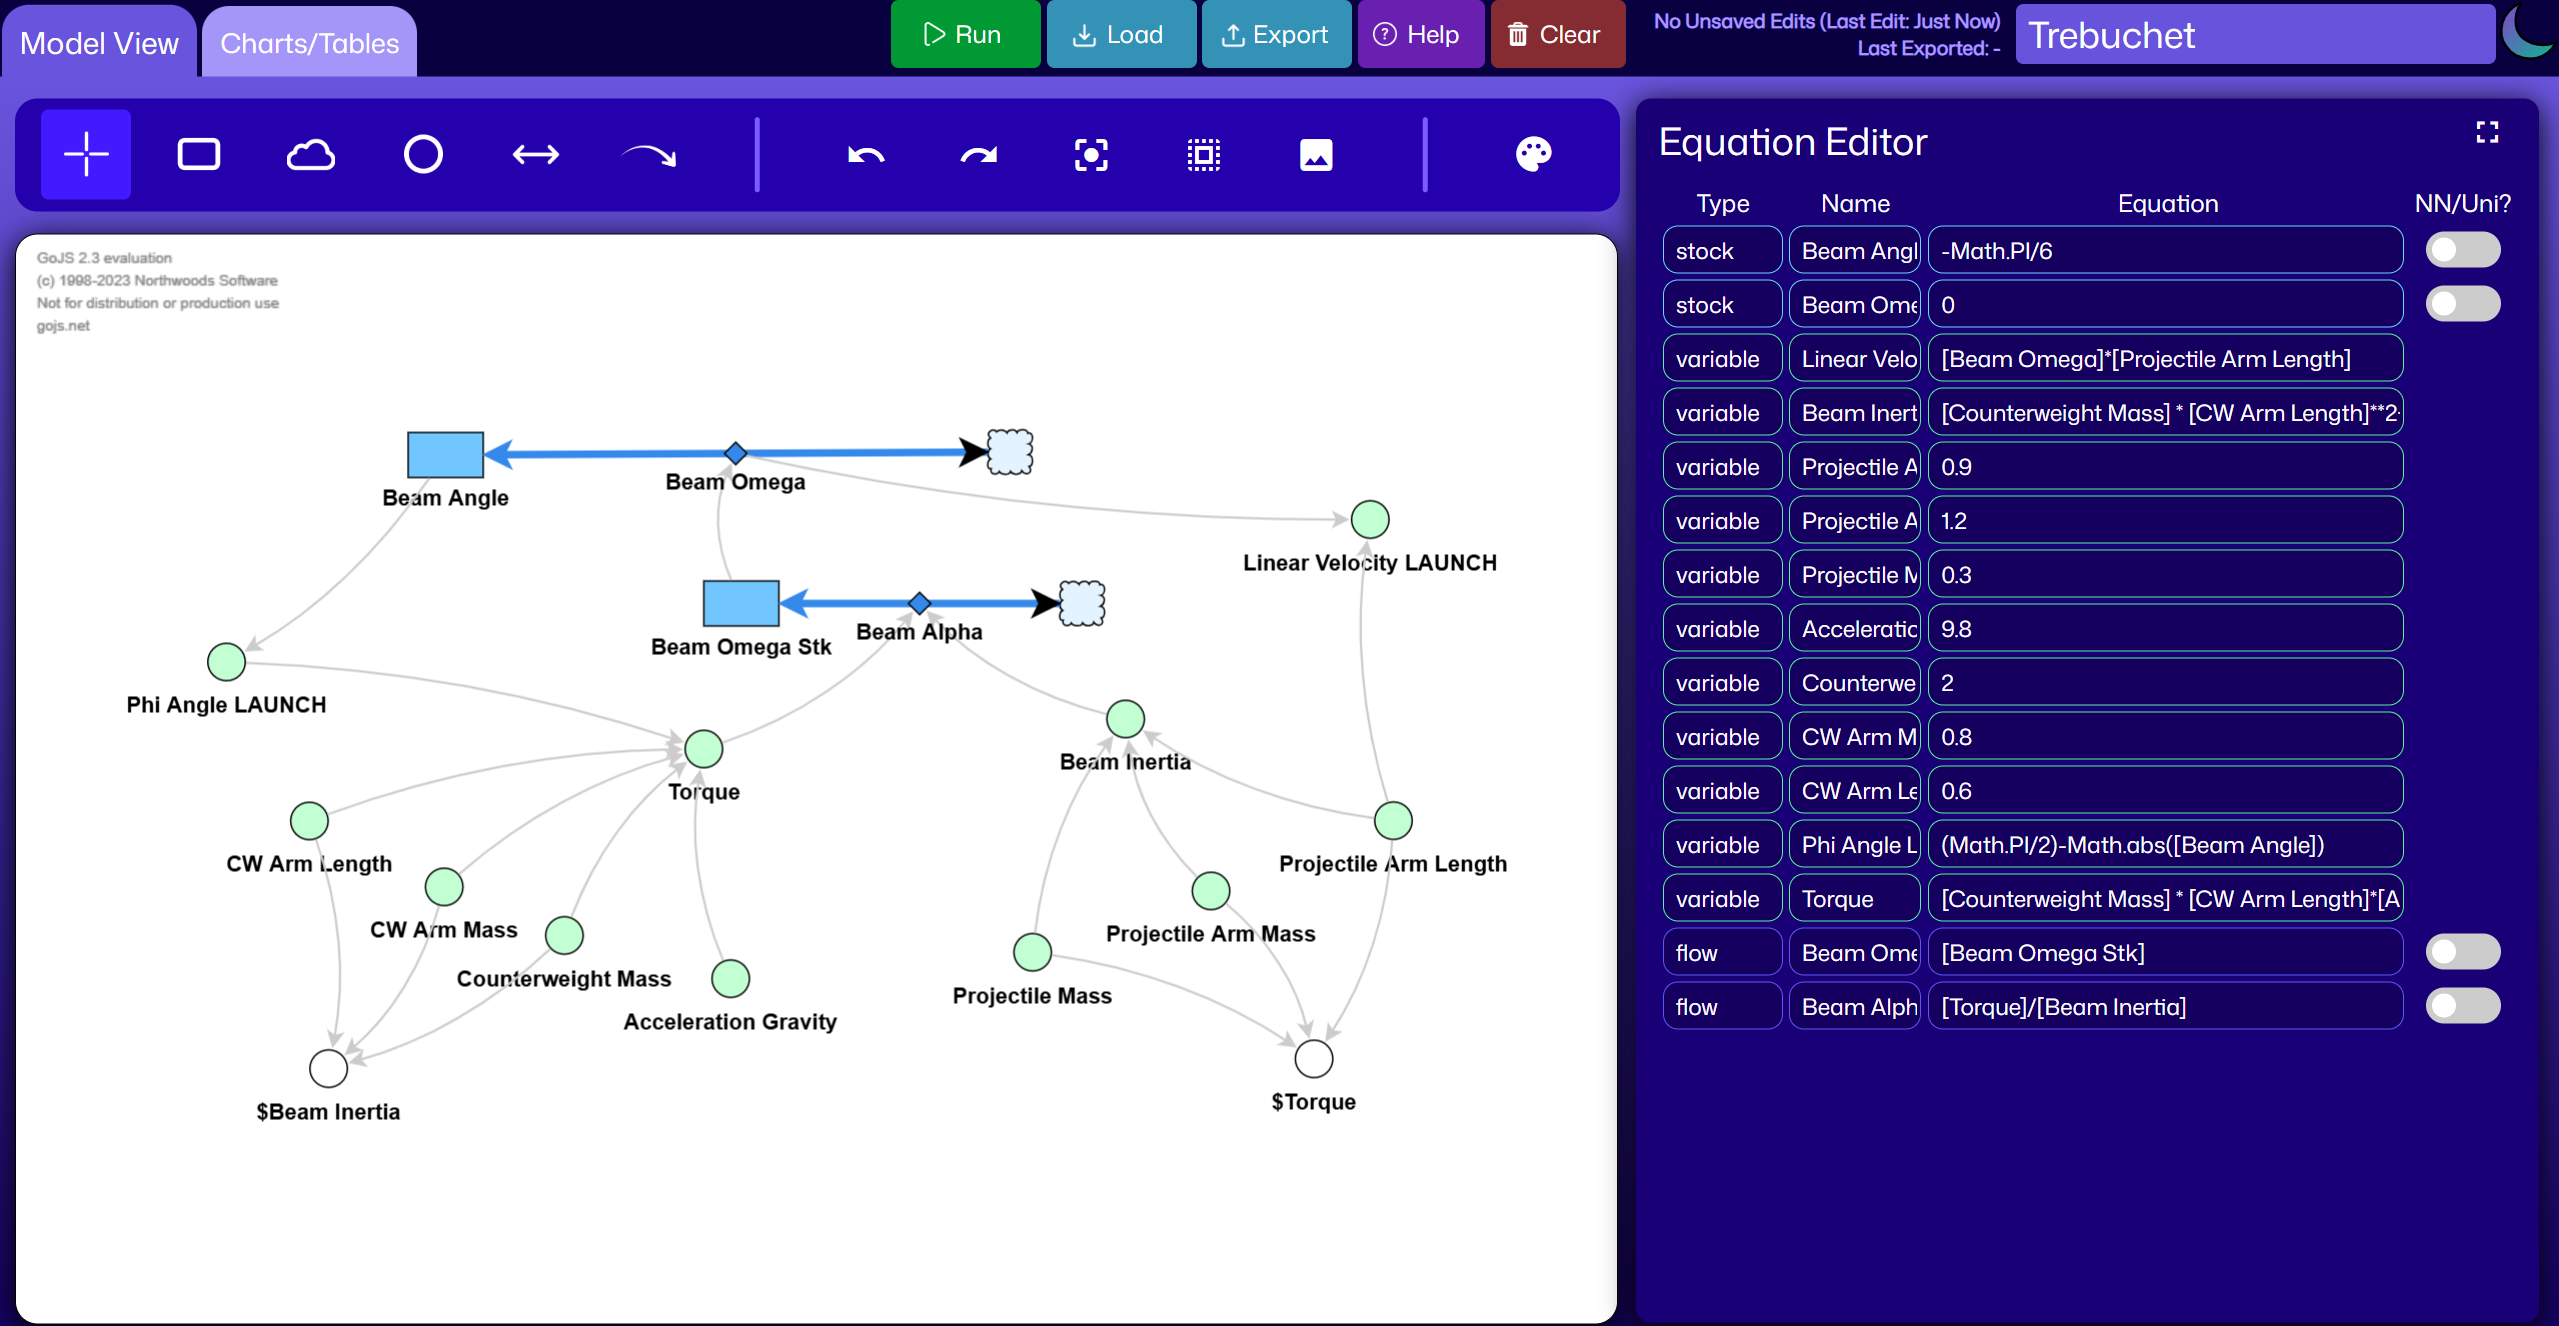 Model View
Charts/Tables
Run
Load
Export
Help
Clear
No Unsaved Edits (Last Edit: Just Now)
Last Exported: -
Trebuchet
GoJS 2.3 evaluation
(c) 1998-2023 Northwoods Software
Not for distribution or production use
gojs.net
Beam Angle
Beam Omega
Linear Velocity LAUNCH
Beam Omega Stk
Beam Alpha
Phi Angle LAUNCH
Torque
Beam Inertia
CW Arm Length
Projectile Arm Length
CW Arm Mass
Projectile Arm Mass
Counterweight Mass
Projectile Mass
Acceleration Gravity
$Beam Inertia
$Torque
Equation Editor
Type Name Equation NN/Uni?
stock Beam Angl -Math.PI/6
stock Beam Ome 0
variable Linear Velo [Beam Omega]*[Projectile Arm Length]
variable Beam Inert [Counterweight Mass] * [CW Arm Length]**2
variable Projectile A 0.9
variable Projectile A 1.2
variable Projectile M 0.3
variable Acceleratic 9.8
variable Counterwe 2
variable CW Arm M 0.8
variable CW Arm Le 0.6
variable Phi Angle L (Math.PI/2)-Math.abs([Beam Angle])
variable Torque [Counterweight Mass] * [CW Arm Length]*[A
flow Beam Ome [Beam Omega Stk]
flow Beam Alph [Torque]/[Beam Inertia]